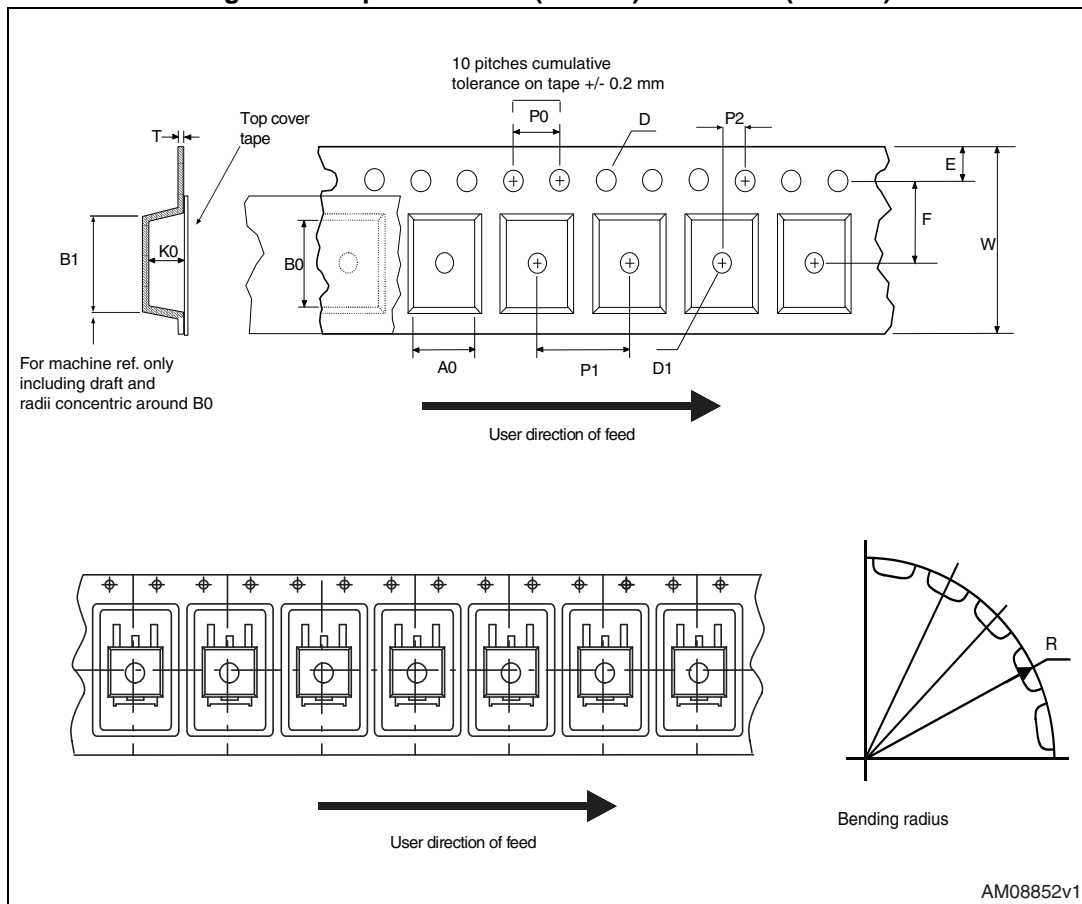 10 pitches cumulative
tolerance on tape +/- 0.2 mm
P0
D
P2
T
Top cover
tape
E
F
W
B1
K0
B0
For machine ref. only
including draft and
radii concentric around B0
A0
P1
D1
User direction of feed
R
Bending radius
User direction of feed
AM08852v1